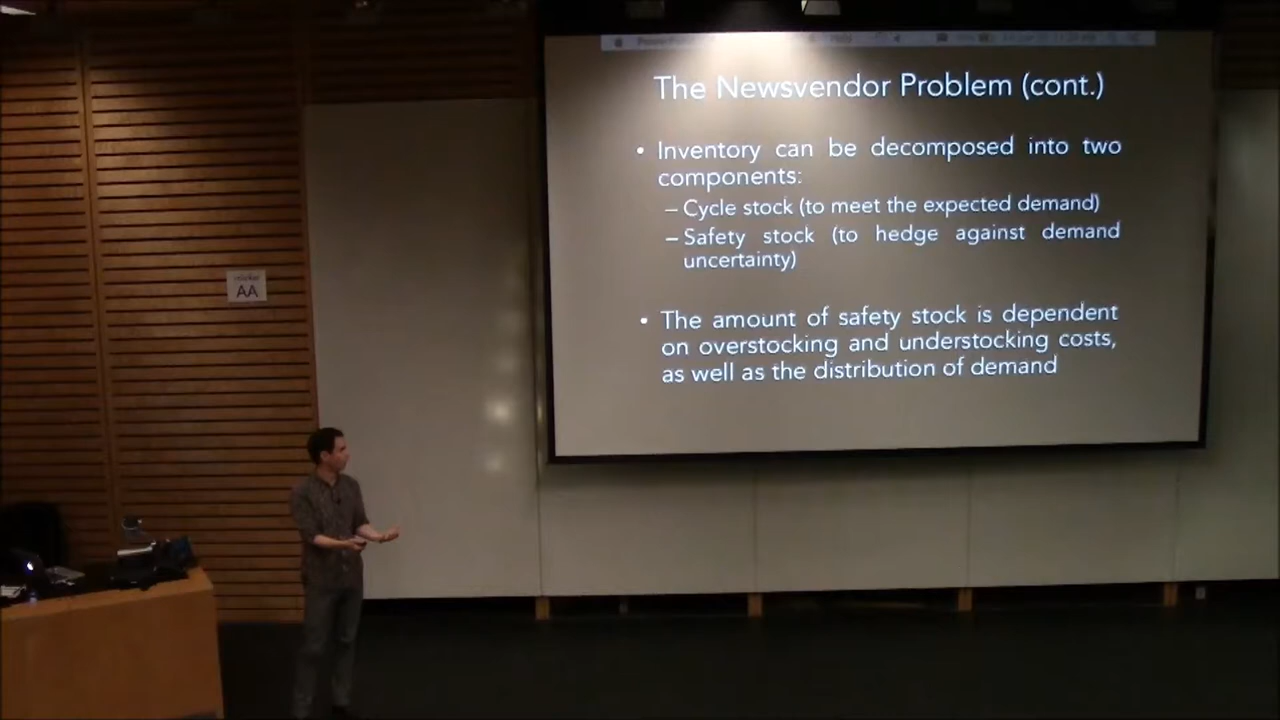 The Newsvendor Problem (cont.)
• Inventory can be decomposed into two
components:
– Cycle stock (to meet the expected demand)
– Safety stock (to hedge against demand
uncertainty)
• The amount of safety stock is dependent
on overstocking and understocking costs,
as well as the distribution of demand
AA